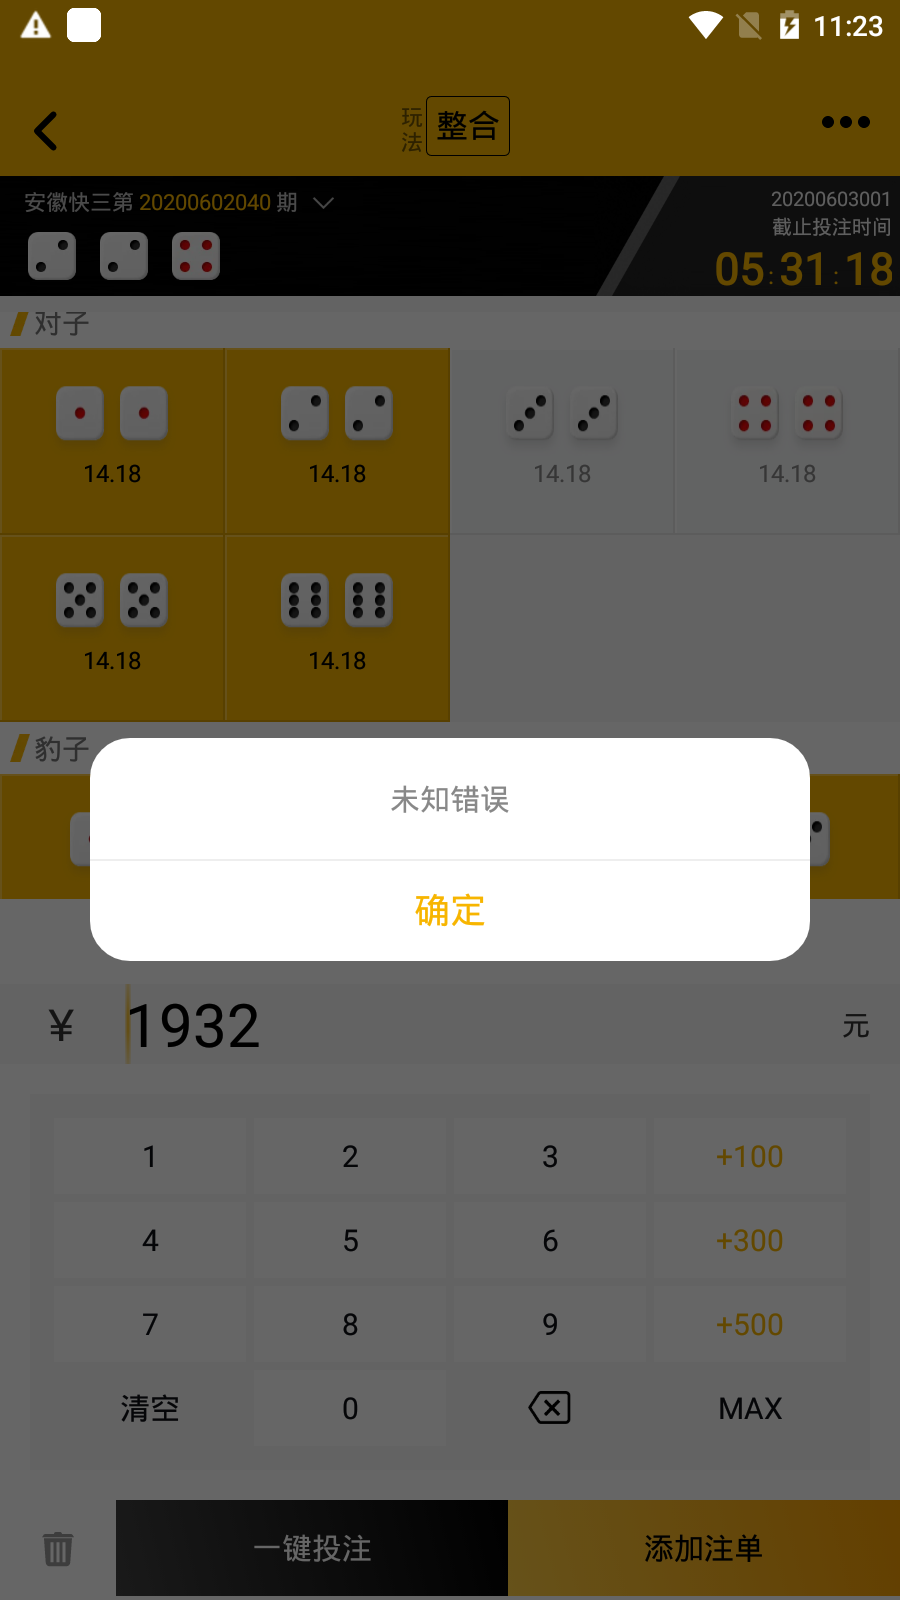 11:23
玩法
整合
安徽快三第 20200602040 期
20200603001
截止投注时间
05:31:18
对子
14.18
14.18
14.18
14.18
14.18
14.18
豹子
未知错误
确定
¥ 1932 元
1 2 3 +100
4 5 6 +300
7 8 9 +500
清空 0 MAX
一键投注
添加注单